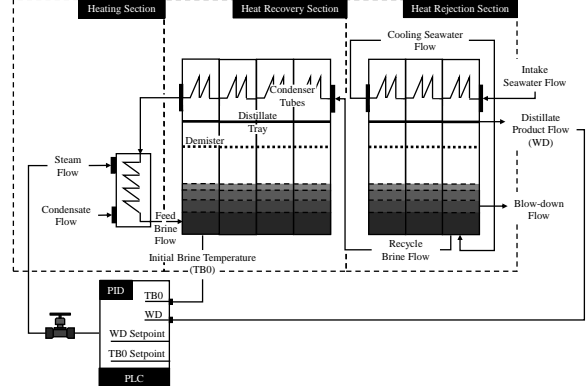 Heating Section
Heat Recovery Section
Heat Rejection Section
Cooling Seawater
Flow
Intake
Seawater Flow
Condenser
Tubes
Distillate
Tray
Distillate
Product Flow
(WD)
Demister
Steam
Flow
Condensate
Flow
Feed
Brine
Flow
Blow-down
Flow
Recycle
Brine Flow
Initial Brine Temperature
(TB0)
PID
TB0
WD
WD Setpoint
TB0 Setpoint
PLC